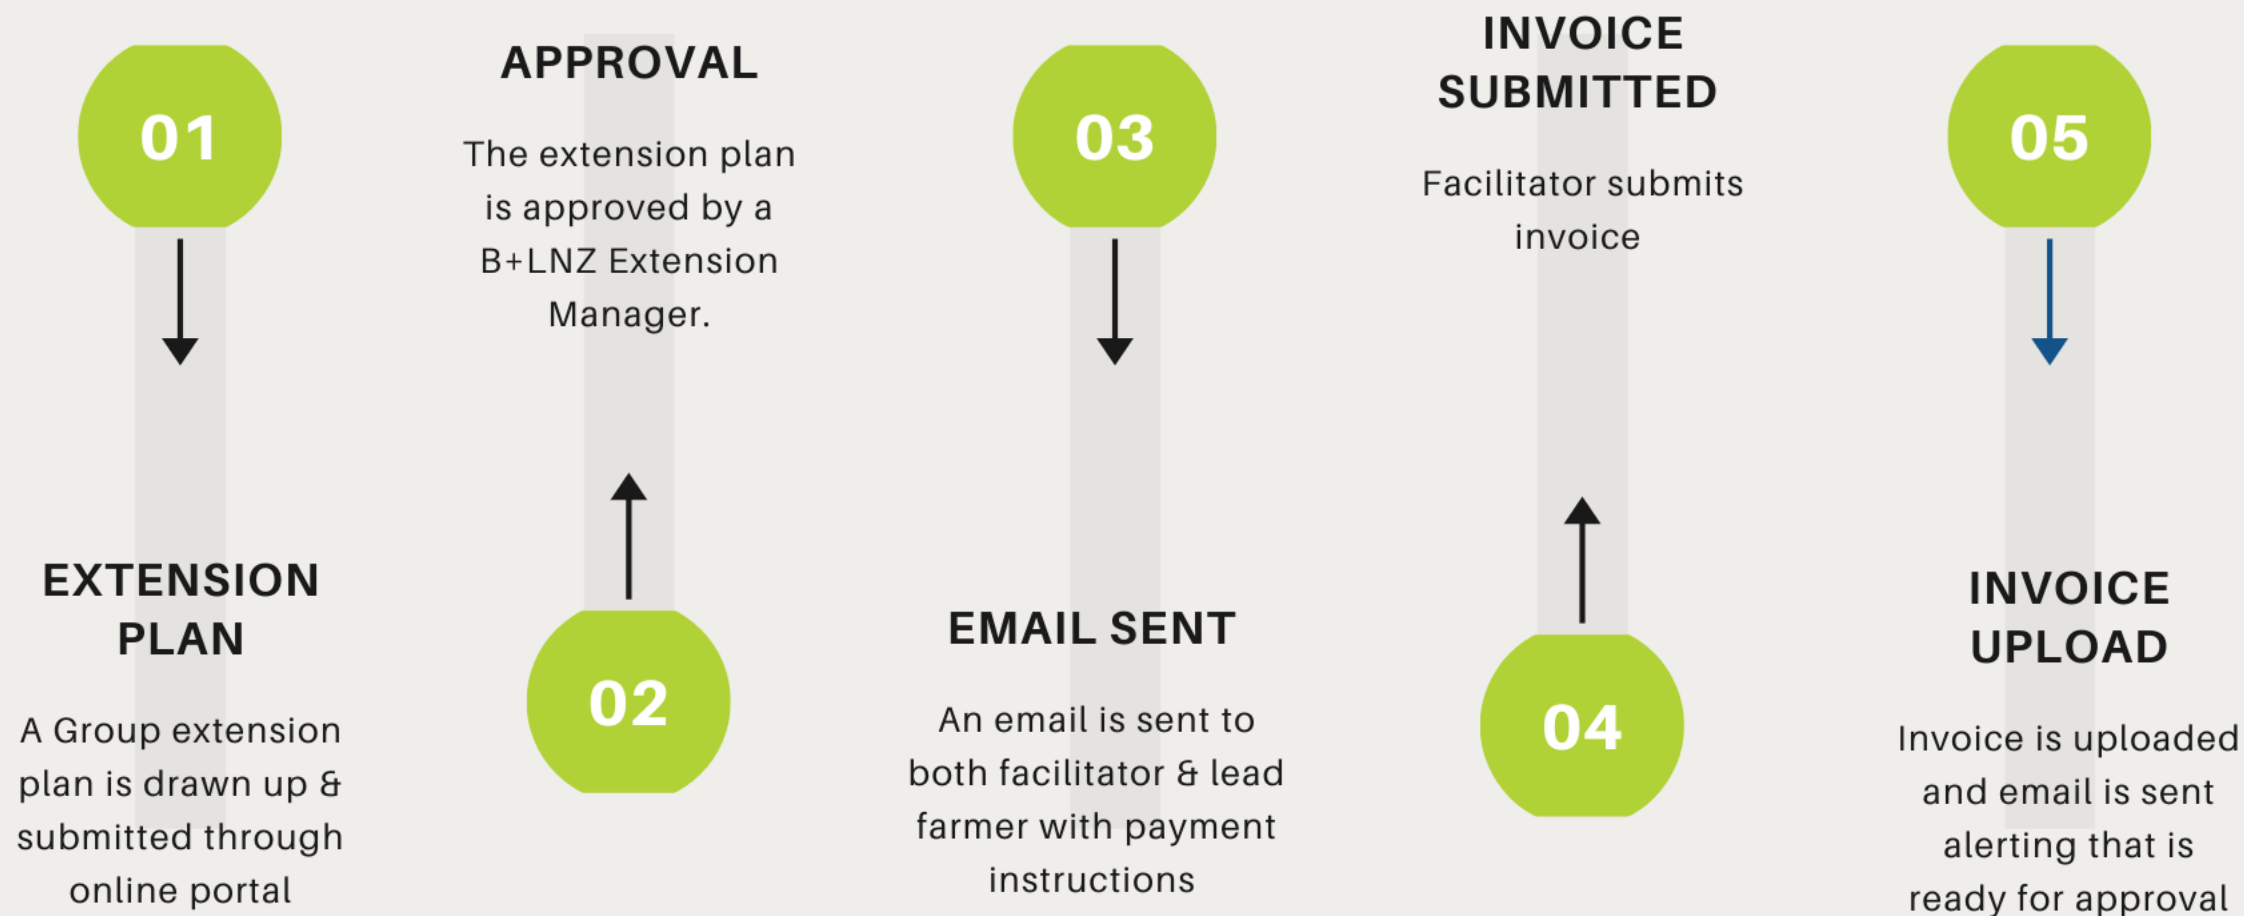 01
EXTENSION
PLAN
A Group extension
plan is drawn up &
submitted through
online portal
APPROVAL
The extension plan
is approved by a
B+LNZ Extension
Manager.
02
03
EMAIL SENT
An email is sent to
both facilitator & lead
farmer with payment
instructions
INVOICE
SUBMITTED
Facilitator submits
invoice
04
05
INVOICE
UPLOAD
Invoice is uploaded
and email is sent
alerting that is
ready for approval